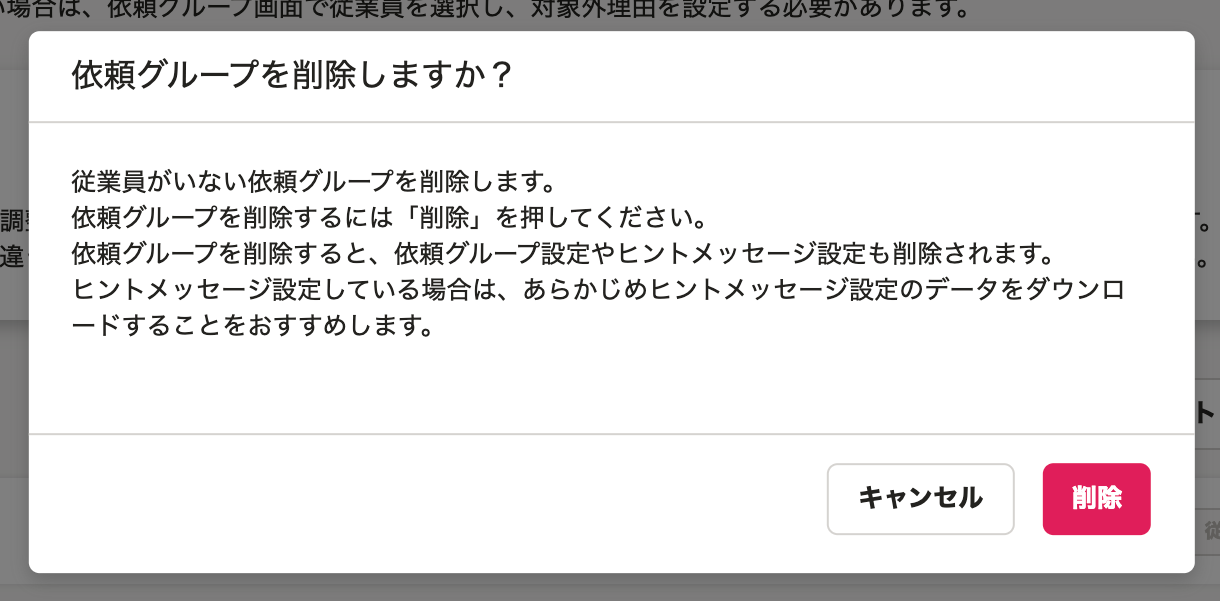 い場合は、依頼グループ画面で従業員を選択し、対象外理由を設定する必要があります。
依頼グループを削除しますか？
従業員がいない依頼グループを削除します。
依頼グループを削除するには「削除」を押してください。
依頼グループを削除すると、依頼グループ設定やヒントメッセージ設定も削除されます。
ヒントメッセージ設定している場合は、あらかじめヒントメッセージ設定のデータをダウンロ
ードすることをおすすめします。
調
す。
違
。
ト
キャンセル
削除
従